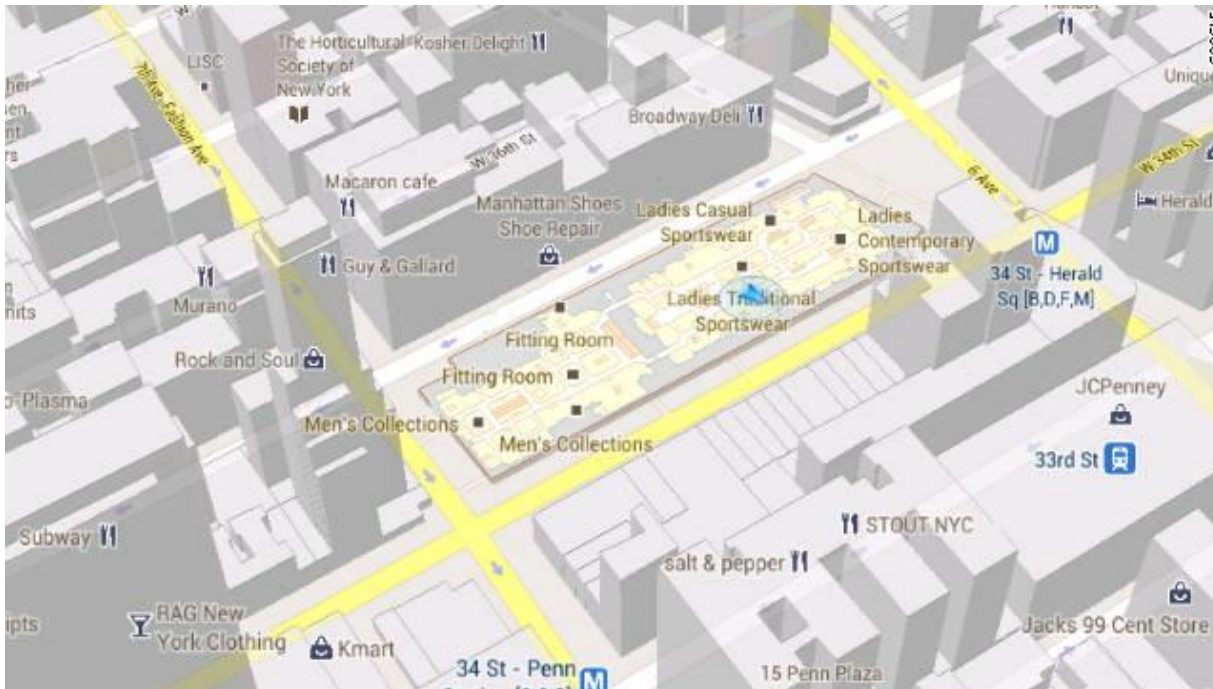 W
The Horticultural
Society of
New York
Kosher Delight
LISC
7th Ave - Fashion Ave
W 36th St
Broadway Deli
Unique
GOOGLE
W 34th St
6 Ave
Herald
Macaron cafe
Manhattan Shoes
Shoe Repair
Ladies Casual
Sportswear
Ladies
Contemporary
Sportswear
M
34 St - Herald
Sq [B,D,F,M]
Guy & Gallard
Murano
Ladies Traditional
Sportswear
Fitting Room
Rock and Soul
Fitting Room
JCPenney
Men's Collections
Men's Collections
33rd St
Subway
STOUT NYC
salt & pepper
RAG New
York Clothing
Kmart
Jacks 99 Cent Store
34 St - Penn
M
15 Penn Plaza